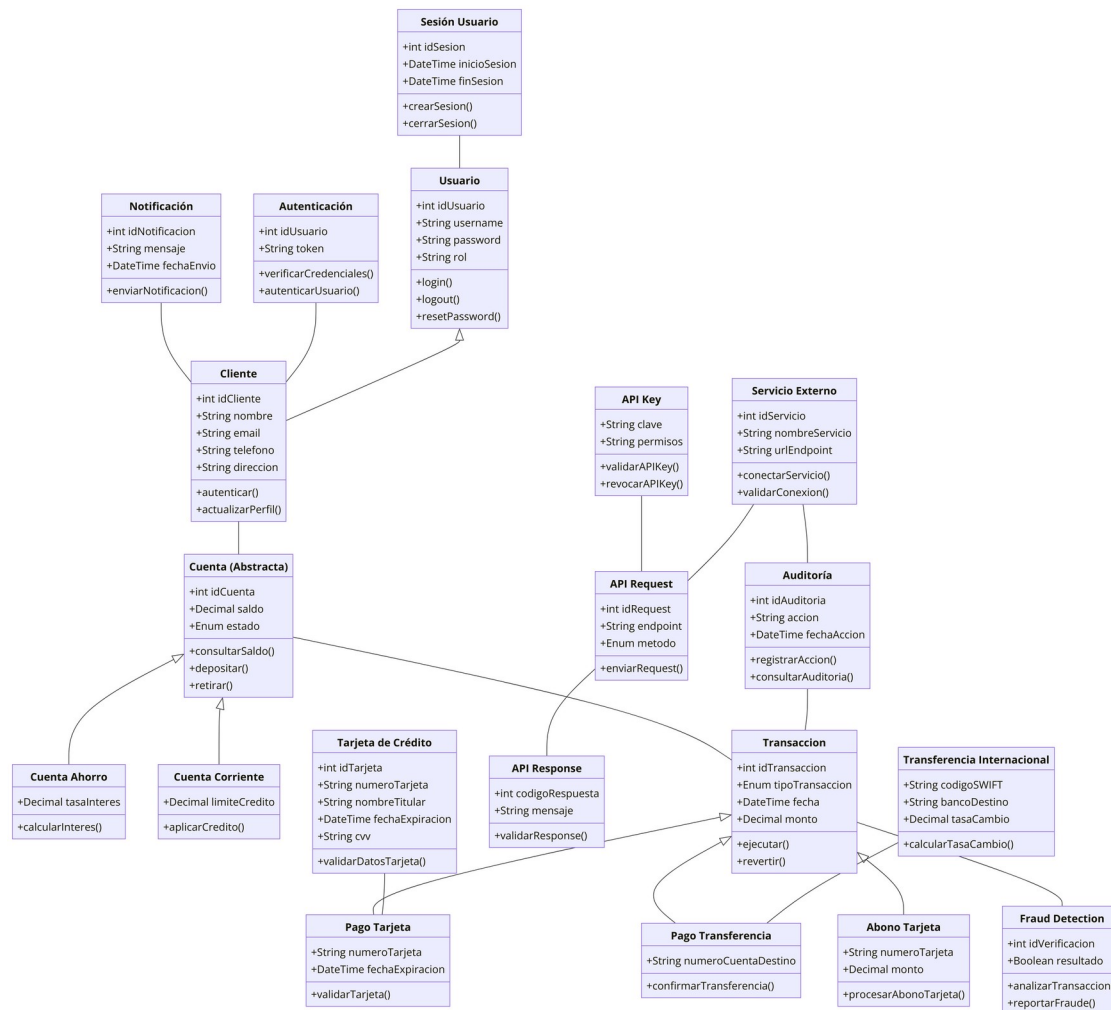 Sesión Usuario
+int idSesion
+DateTime inicioSesion
+DateTime finSesion
+crearSesion()
+cerrarSesion()
Usuario
+int idUsuario
+String username
+String password
+String rol
+login()
+logout()
+resetPassword()
Notificación
+int idNotificacion
+String mensaje
+DateTime fechaEnvio
+enviarNotificacion()
Autenticación
+int idUsuario
+String token
+verificarCredenciales()
+autenticarUsuario()
Cliente
+int idCliente
+String nombre
+String email
+String telefono
+String direccion
+autenticar()
+actualizarPerfil()
API Key
+String clave
+String permisos
+validarAPIKey()
+revocarAPIKey()
Servicio Externo
+int idServicio
+String nombreServicio
+String urlEndpoint
+conectarServicio()
+validarConexion()
Cuenta (Abstracta)
+int idCuenta
+Decimal saldo
+Enum estado
+consultarSaldo()
+depositar()
+retirar()
API Request
+int idRequest
+String endpoint
+Enum metodo
+enviarRequest()
Auditoría
+int idAuditoria
+String accion
+DateTime fechaAccion
+registrarAccion()
+consultarAuditoria()
Cuenta Ahorro
+Decimal tasaInteres
+calcularInteres()
Cuenta Corriente
+Decimal limiteCredito
+aplicarCredito()
Tarjeta de Crédito
+int idTarjeta
+String numeroTarjeta
+String nombreTitular
+DateTime fechaExpiracion
+String cvv
+validarDatosTarjeta()
API Response
+int codigoRespuesta
+String mensaje
+validarResponse()
Transaccion
+int idTransaccion
+Enum tipoTransaccion
+DateTime fecha
+Decimal monto
+ejecutar()
+revertir()
Transferencia Internacional
+String codigoSWIFT
+String bancoDestino
+Decimal tasaCambio
+calcularTasaCambio()
Pago Tarjeta
+String numeroTarjeta
+DateTime fechaExpiracion
+validarTarjeta()
Pago Transferencia
+String numeroCuentaDestino
+confirmarTransferencia()
Abono Tarjeta
+String numeroTarjeta
+Decimal monto
+procesarAbonoTarjeta()
Fraud Detection
+int idVerificacion
+Boolean resultado
+analizarTransaccion
+reportarFraude()